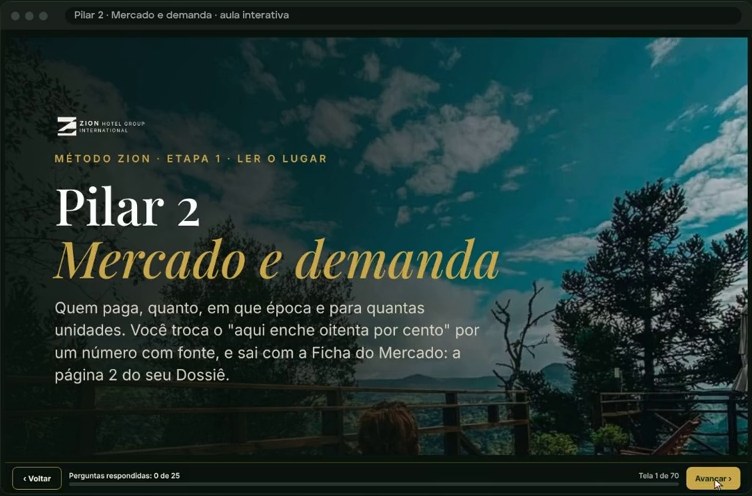 Pilar 2 · Mercado e demanda · aula interativa
ZION HOTEL GROUP
INTERNATIONAL
MÉTODO ZION · ETAPA 1 · LER O LUGAR
Pilar 2
Mercado e demanda
Quem paga, quanto, em que época e para quantas
unidades. Você troca o "aqui enche oitenta por cento" por
um número com fonte, e sai com a Ficha do Mercado: a
página 2 do seu Dossiê.
‹ Voltar
Perguntas respondidas: 0 de 25
Tela 1 de 70
Avançar ›